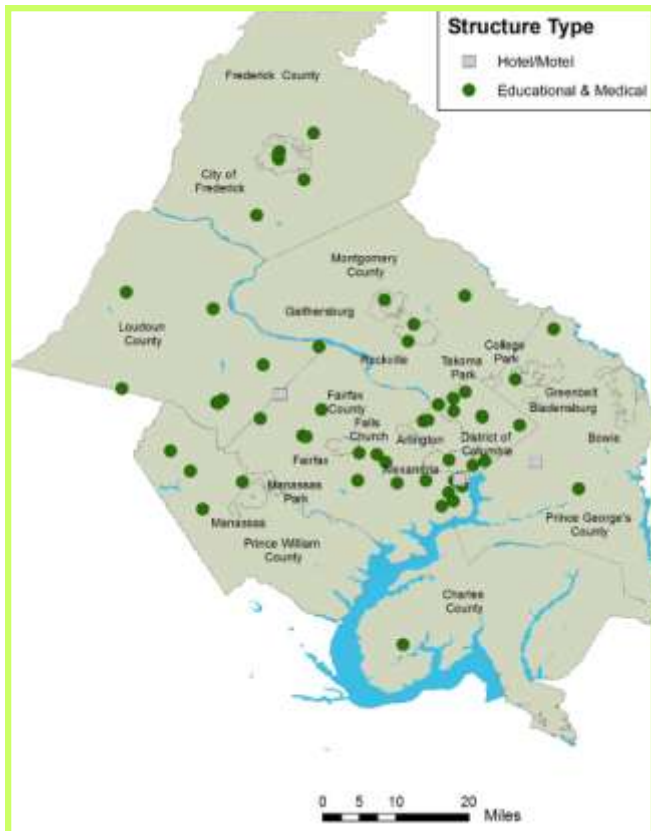 Structure Type
Hotel/Motel
Educational & Medical
Frederick County
City of
Frederick
Montgomery
County
Gaithersburg
Loudoun
County
Rockville
College
Park
Takoma
Park
Greenbelt
Bladensburg
Fairfax
County
Falls
Church
Arlington
District of
Columbia
Bowie
Fairfax
Alexandria
Manassas
Park
Manassas
Prince William
County
Prince George's
County
Charles
County
0 5 10 20
Miles